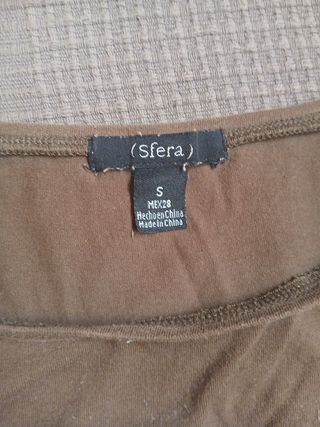 (Sfera)
S
MEX28
Hecho en China
Made in China